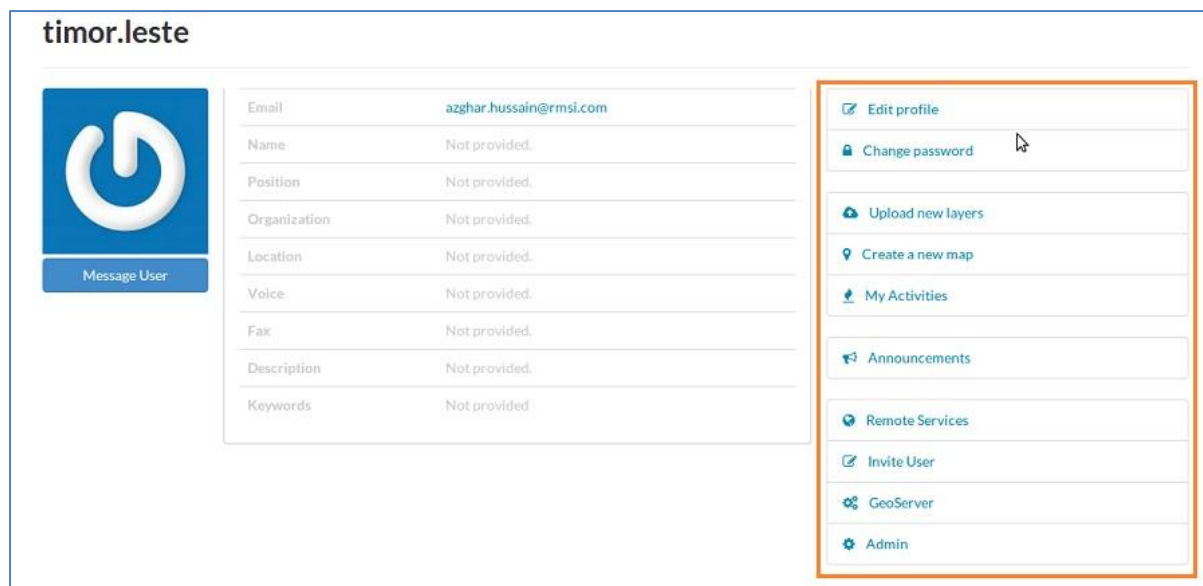 timor.leste
Message User
Email azghar.hussain@rmsi.com
Name Not provided.
Position Not provided.
Organization Not provided.
Location Not provided.
Voice Not provided.
Fax Not provided.
Description Not provided.
Keywords Not provided
Edit profile
Change password
Upload new layers
Create a new map
My Activities
Announcements
Remote Services
Invite User
GeoServer
Admin